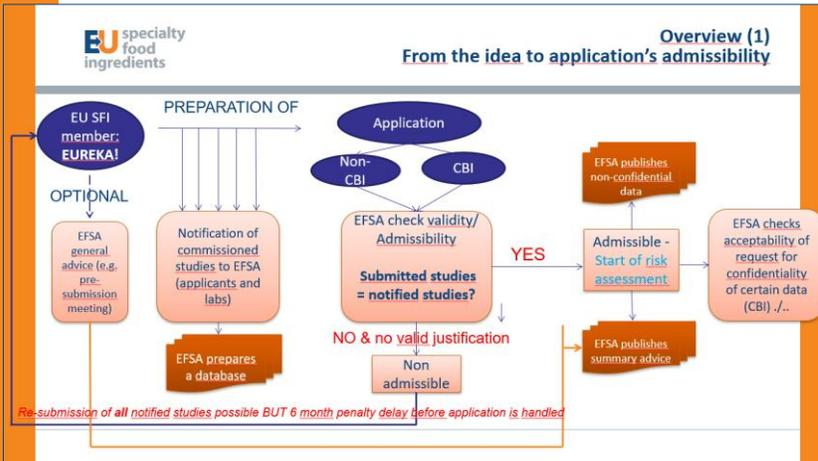 EU specialty
food
ingredients
Overview (1)
From the idea to application's admissibility
EU SFI
member:
EUREKA!
PREPARATION OF
Application
Non-
CBI
CBI
OPTIONAL
EFSA
general
advice (e.g.
pre-
submission
meeting)
Notification of
commissioned
studies to EFSA
(applicants and
labs)
EFSA prepares
a database
EFSA check validity/
Admissibility
Submitted studies
= notified studies?
YES
NO & no valid justification
Non
admissible
EFSA publishes
non-confidential
data
Admissible -
Start of risk
assessment
EFSA publishes
summary advice
EFSA checks
acceptability of
request for
confidentiality
of certain data
(CBI) ./..
Re-submission of all notified studies possible BUT 6 month penalty delay before application is handled